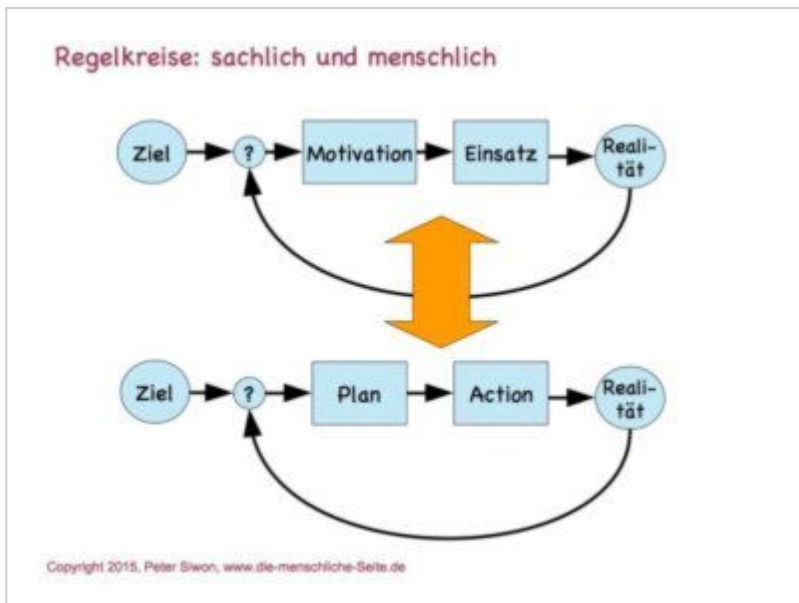 Regelkreise: sachlich und menschlich
Ziel
?
Motivation
Einsatz
Reali-
tät
Ziel
?
Plan
Action
Reali-
tät
Copyright 2015, Peter Siwon, www.die-menschliche-Seite.de